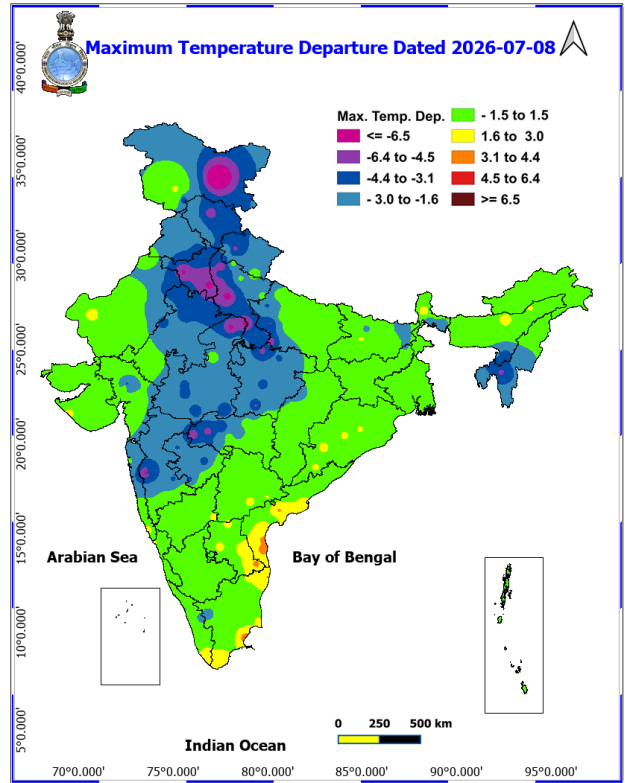 Maximum Temperature Departure Dated 2026-07-08
Max. Temp. Dep.
<= -6.5
-6.4 to -4.5
-4.4 to -3.1
- 3.0 to -1.6
- 1.5 to 1.5
1.6 to 3.0
3.1 to 4.4
4.5 to 6.4
>= 6.5
40°0.000'
35°0.000'
30°0.000'
25°0.000'
20°0.000'
15°0.000'
10°0.000'
5°0.000'
Arabian Sea
Bay of Bengal
Indian Ocean
0 250 500 km
70°0.000' 75°0.000' 80°0.000' 85°0.000' 90°0.000' 95°0.000'